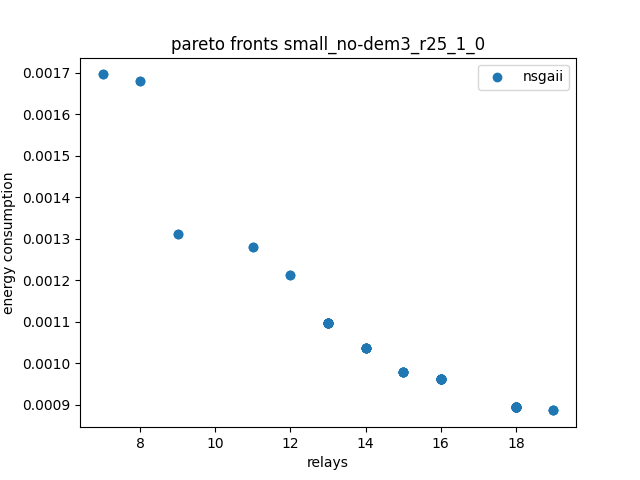 pareto fronts small_no-dem3_r25_1_0
nsgaii
0.0017
0.0016
0.0015
0.0014
0.0013
0.0012
0.0011
0.0010
0.0009
energy consumption
8 10 12 14 16 18
relays